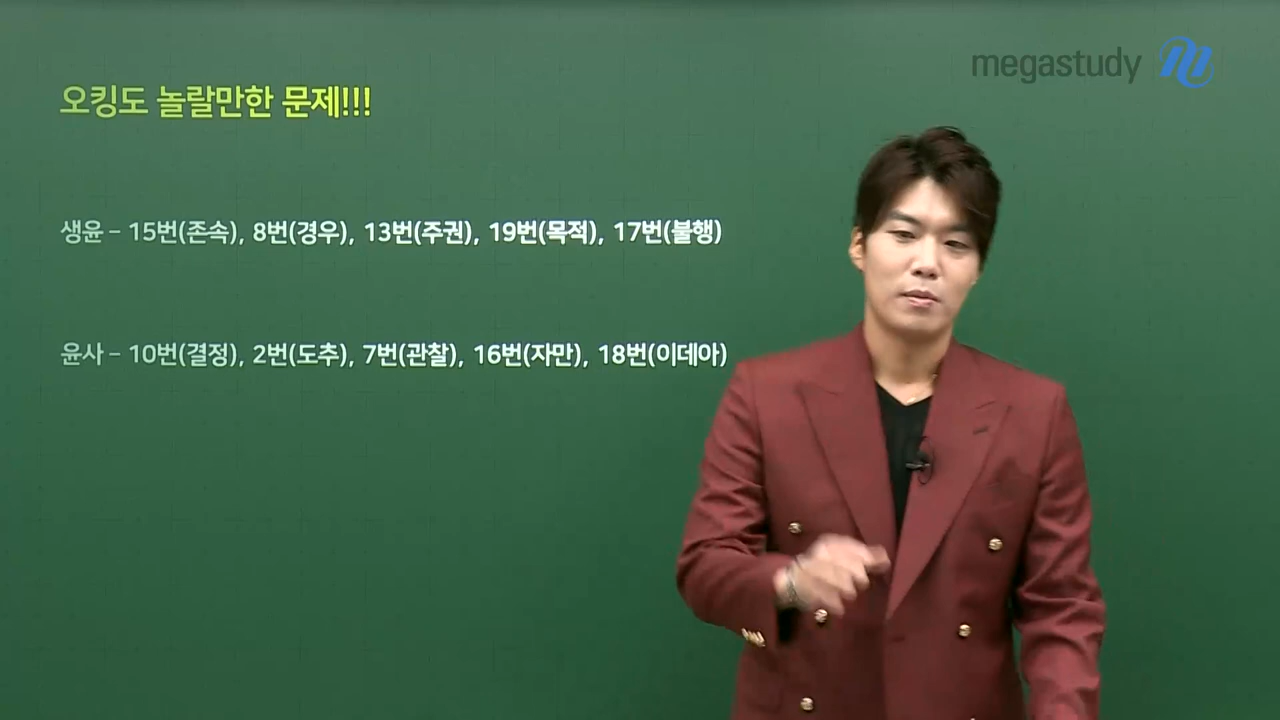 megastudy
오킹도 놀랄만한 문제!!!
생윤 – 15번(존속), 8번(경우), 13번(주권), 19번(목적), 17번(불행)
윤사 – 10번(결정), 2번(도추), 7번(관찰), 16번(자만), 18번(이데아)